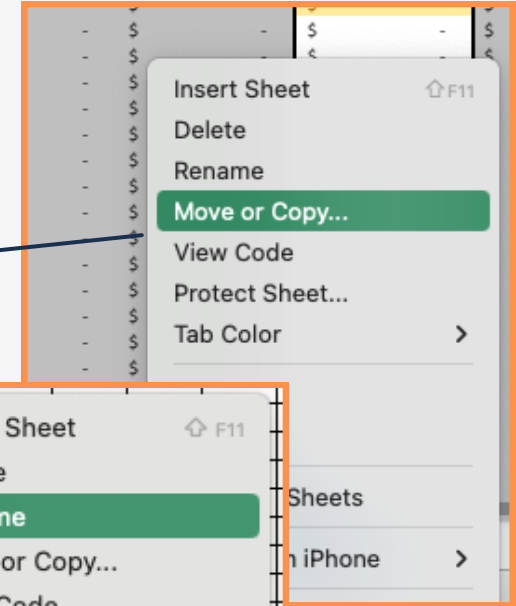 - $ - $ - $
- $ $ $
- $
- $
- $
- $
- $
- $
$
- $
- $
- $
- $
- $
Insert Sheet ⇧F11
Delete
Rename
Move or Copy...
View Code
Protect Sheet...
Tab Color >
Sheets
iPhone >
Sheet ⇧ F11
or Copy...